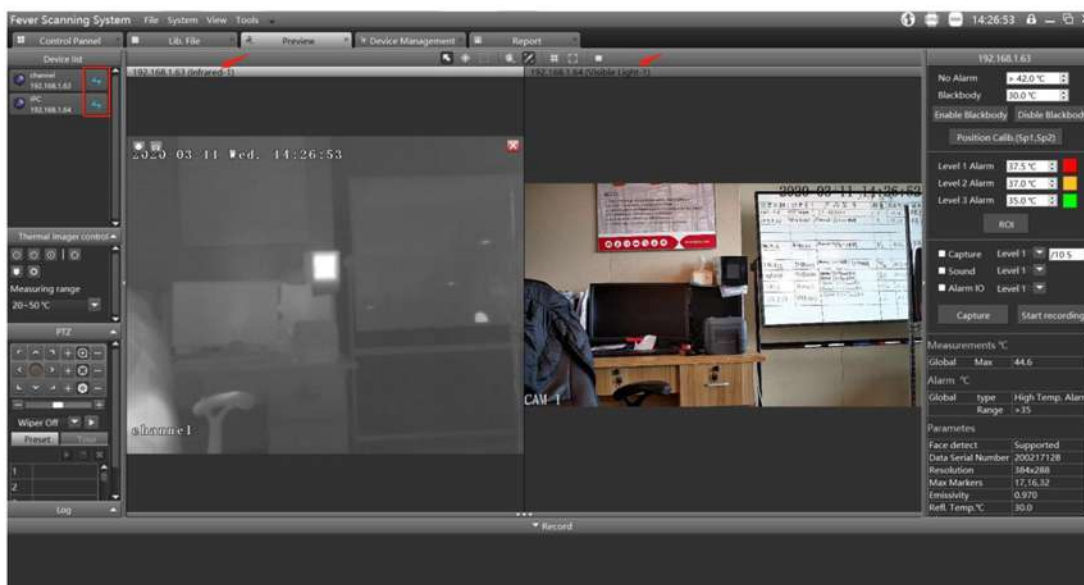 Fever Scanning System File System View Tools
14:26:53
Control Pannel
Lib. File
Preview
Device Management
Report
Device list
channel
192.168.1.63
IPC
192.168.1.64
Thermal Imager control
Measuring range
20~50 ℃
PTZ
Wiper Off
Preset
Tour
1
2
Log
192.168.1.63 (Infrared-1)
2020-03-11 Wed. 14:26:53
channel
192.168.1.64 (Visible Light-1)
2020-03-11 14:26:52
CAM 1
Record
192.168.1.63
No Alarm > 42.0 ℃
Blackbody 30.0 ℃
Enable Blackbody Disble Blackbod
Position Calib.(Sp1,Sp2)
Level 1 Alarm 37.5 ℃
Level 2 Alarm 37.0 ℃
Level 3 Alarm 35.0 ℃
ROI
Capture Level 1 /10 S
Sound Level 1
Alarm IO Level 1
Capture Start recording
Measurements ℃
Global Max 44.6
Alarm ℃
Global type High Temp. Alarm
Range >35
Parametes
Face detect Supported
Data Serial Number 200217128
Resolution 384x288
Max Markers 17,16,32
Emissivity 0.970
Refl. Temp.℃ 30.0